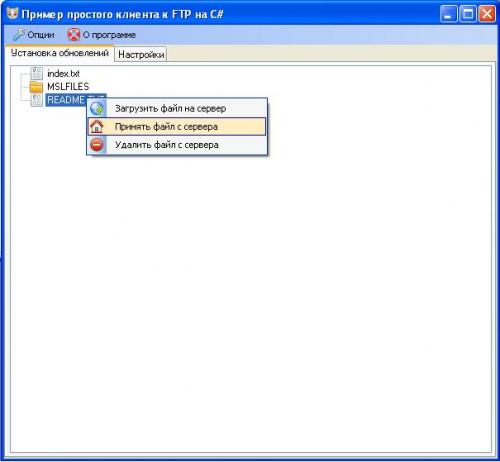 Пример простого клиента к FTP на C#
Опции О программе
Установка обновлений Настройки
index.txt
MSLFILES
README.TXT
Загрузить файл на сервер
Принять файл с сервера
Удалить файл с сервера